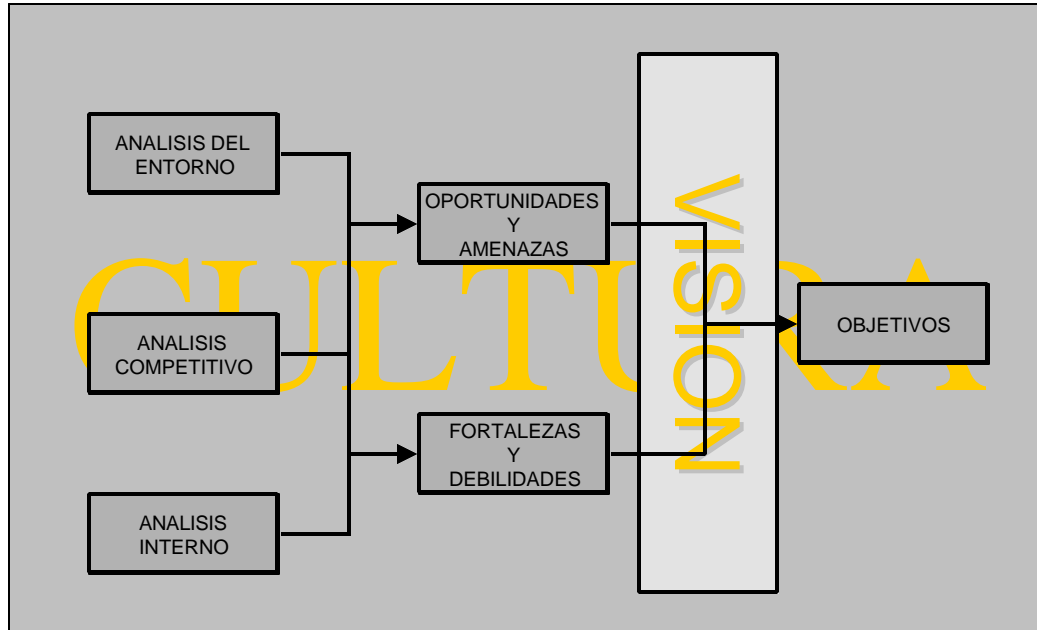 ANALISIS DEL
ENTORNO
OPORTUNIDADES
Y
AMENAZAS
VISION
CULTURA
ANALISIS
COMPETITIVO
OBJETIVOS
FORTALEZAS
Y
DEBILIDADES
ANALISIS
INTERNO